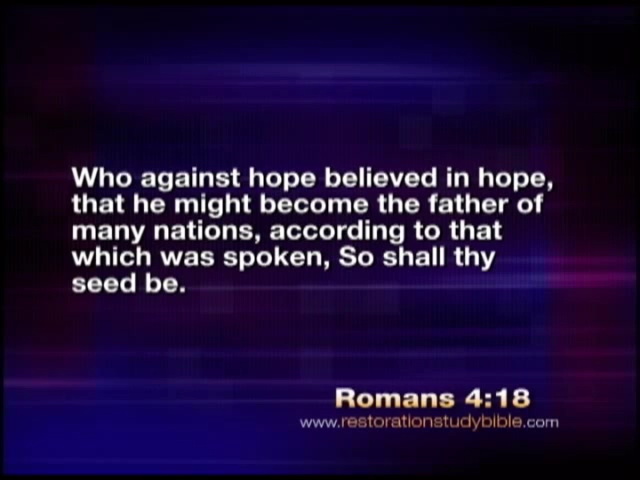 Who against hope believed in hope,
that he might become the father of
many nations, according to that
which was spoken, So shall thy
seed be.
Romans 4:18
www.restorationstudybible.com